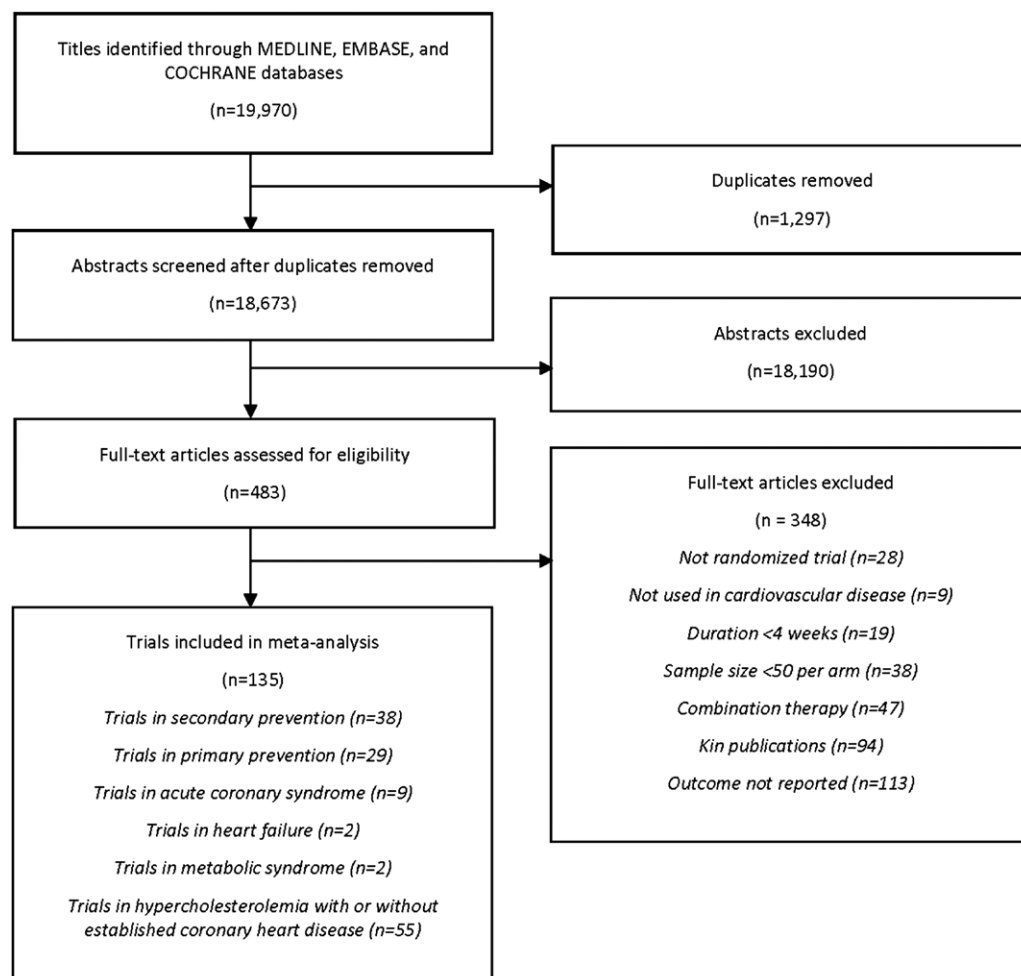 Titles identified through MEDLINE, EMBASE, and
COCHRANE databases
(n=19,970)
Duplicates removed
(n=1,297)
Abstracts screened after duplicates removed
(n=18,673)
Abstracts excluded
(n=18,190)
Full-text articles assessed for eligibility
(n=483)
Full-text articles excluded
(n = 348)
Not randomized trial (n=28)
Not used in cardiovascular disease (n=9)
Duration <4 weeks (n=19)
Sample size <50 per arm (n=38)
Combination therapy (n=47)
Kin publications (n=94)
Outcome not reported (n=113)
Trials included in meta-analysis
(n=135)
Trials in secondary prevention (n=38)
Trials in primary prevention (n=29)
Trials in acute coronary syndrome (n=9)
Trials in heart failure (n=2)
Trials in metabolic syndrome (n=2)
Trials in hypercholesterolemia with or without
established coronary heart disease (n=55)